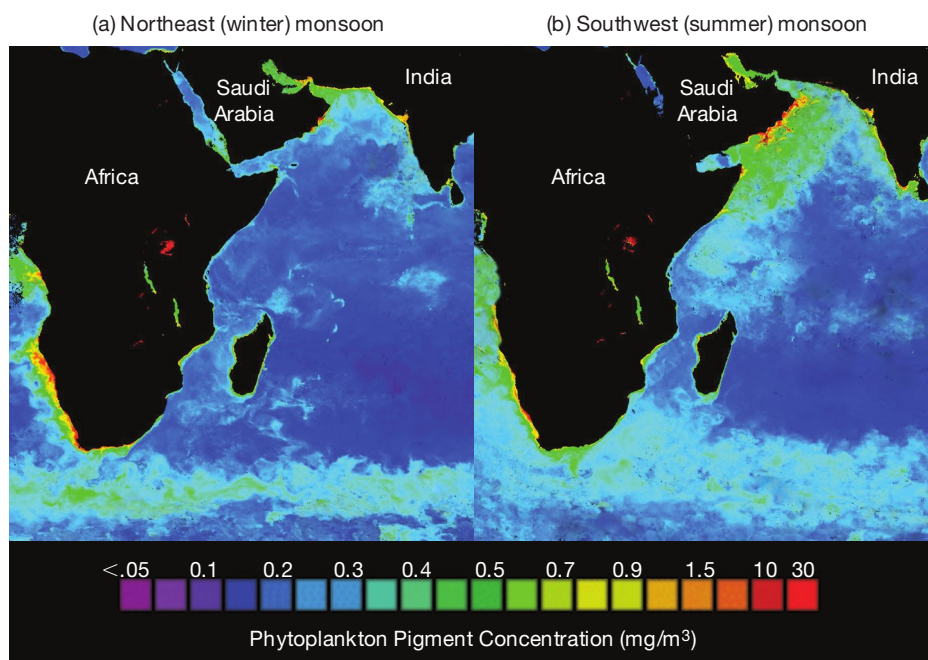 (a) Northeast (winter) monsoon
(b) Southwest (summer) monsoon
Saudi
Arabia
India
Africa
Saudi
Arabia
India
Africa
<.05 0.1 0.2 0.3 0.4 0.5 0.7 0.9 1.5 10 30
Phytoplankton Pigment Concentration (mg/m³)